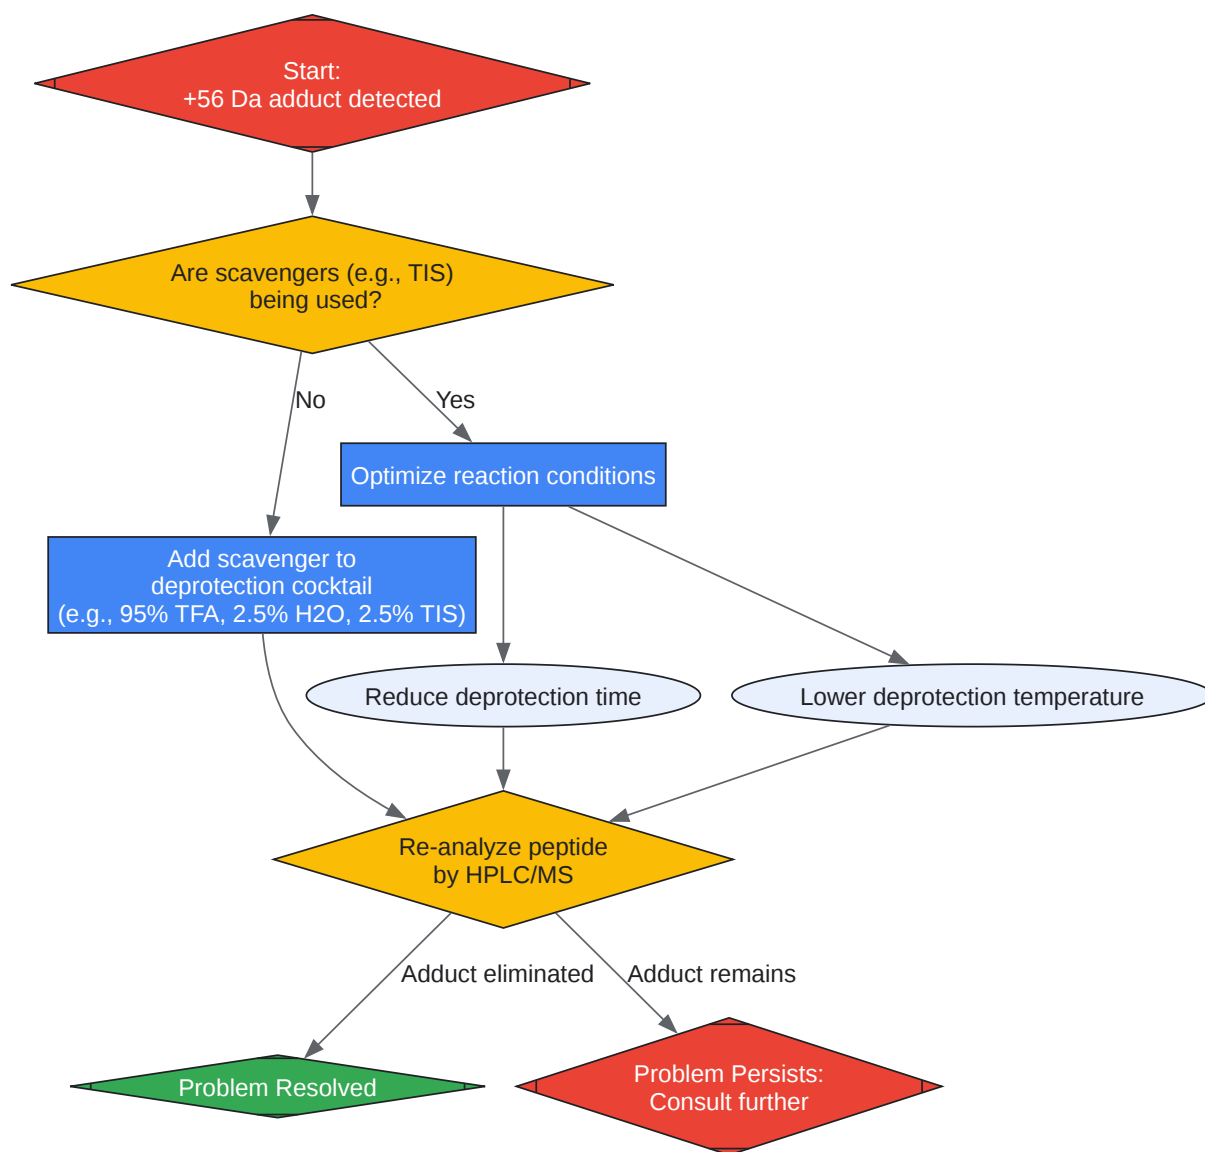 Start:
+56 Da adduct detected
Are scavengers (e.g., TIS)
being used?
No
Yes
Optimize reaction conditions
Add scavenger to
deprotection cocktail
(e.g., 95% TFA, 2.5% H2O, 2.5% TIS)
Reduce deprotection time
Lower deprotection temperature
Re-analyze peptide
by HPLC/MS
Adduct eliminated
Adduct remains
Problem Resolved
Problem Persists:
Consult further